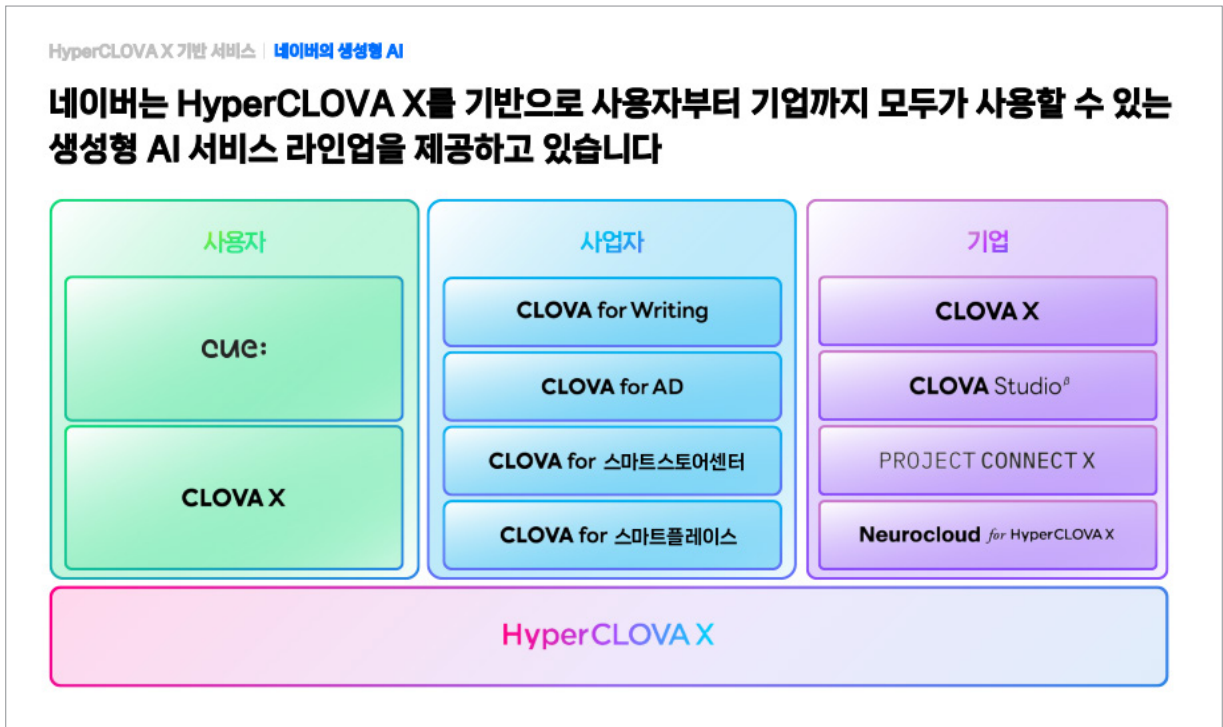 HyperCLOVA X 기반 서비스 | 네이버의 생성형 AI
네이버는 HyperCLOVA X를 기반으로 사용자부터 기업까지 모두가 사용할 수 있는
생성형 AI 서비스 라인업을 제공하고 있습니다
사용자
cue:
CLOVA X
사업자
CLOVA for Writing
CLOVA for AD
CLOVA for 스마트스토어센터
CLOVA for 스마트플레이스
기업
CLOVA X
CLOVA Studio β
PROJECT CONNECT X
Neurocloud for HyperCLOVA X
HyperCLOVA X